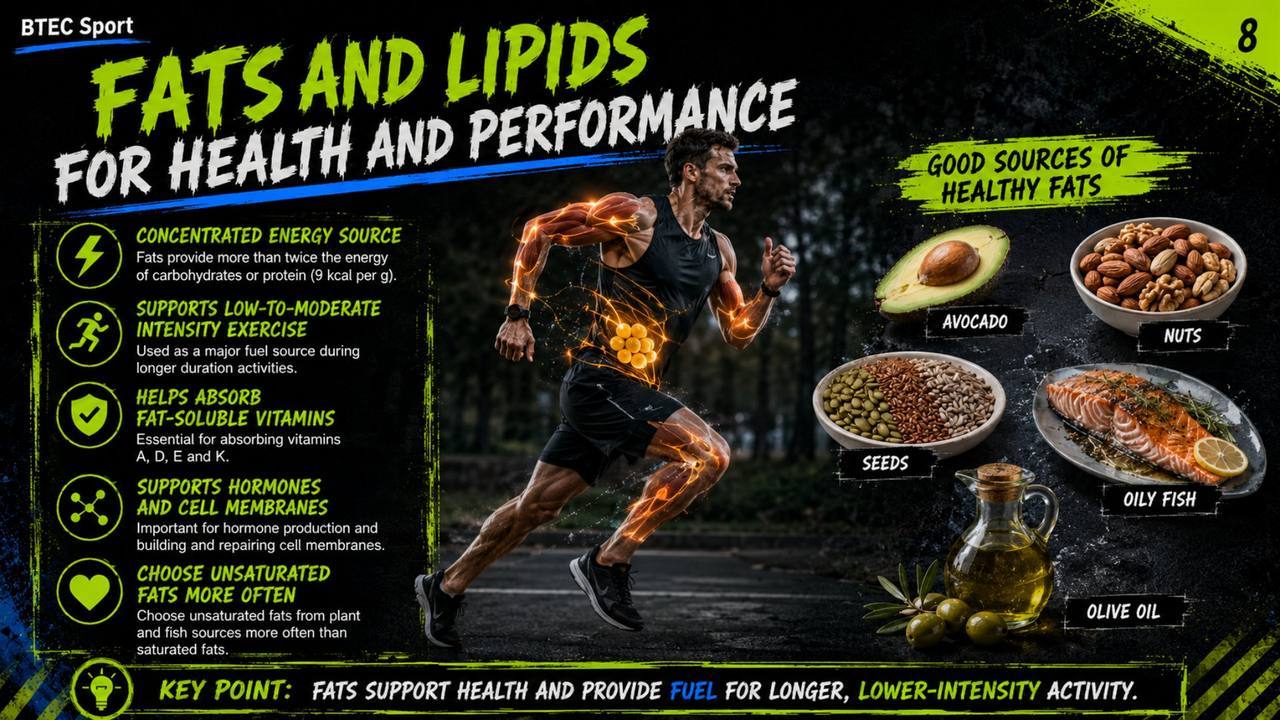 BTEC Sport
8
FATS AND LIPIDS
FOR HEALTH AND PERFORMANCE
CONCENTRATED ENERGY SOURCE
Fats provide more than twice the energy
of carbohydrates or protein (9 kcal per g).
SUPPORTS LOW-TO-MODERATE
INTENSITY EXERCISE
Used as a major fuel source during
longer duration activities.
HELPS ABSORB
FAT-SOLUBLE VITAMINS
Essential for absorbing vitamins
A, D, E and K.
SUPPORTS HORMONES
AND CELL MEMBRANES
Important for hormone production and
building and repairing cell membranes.
CHOOSE UNSATURATED
FATS MORE OFTEN
Choose unsaturated fats from plant
and fish sources more often than
saturated fats.
GOOD SOURCES OF
HEALTHY FATS
AVOCADO
NUTS
SEEDS
OILY FISH
OLIVE OIL
KEY POINT: FATS SUPPORT HEALTH AND PROVIDE FUEL FOR LONGER, LOWER-INTENSITY ACTIVITY.